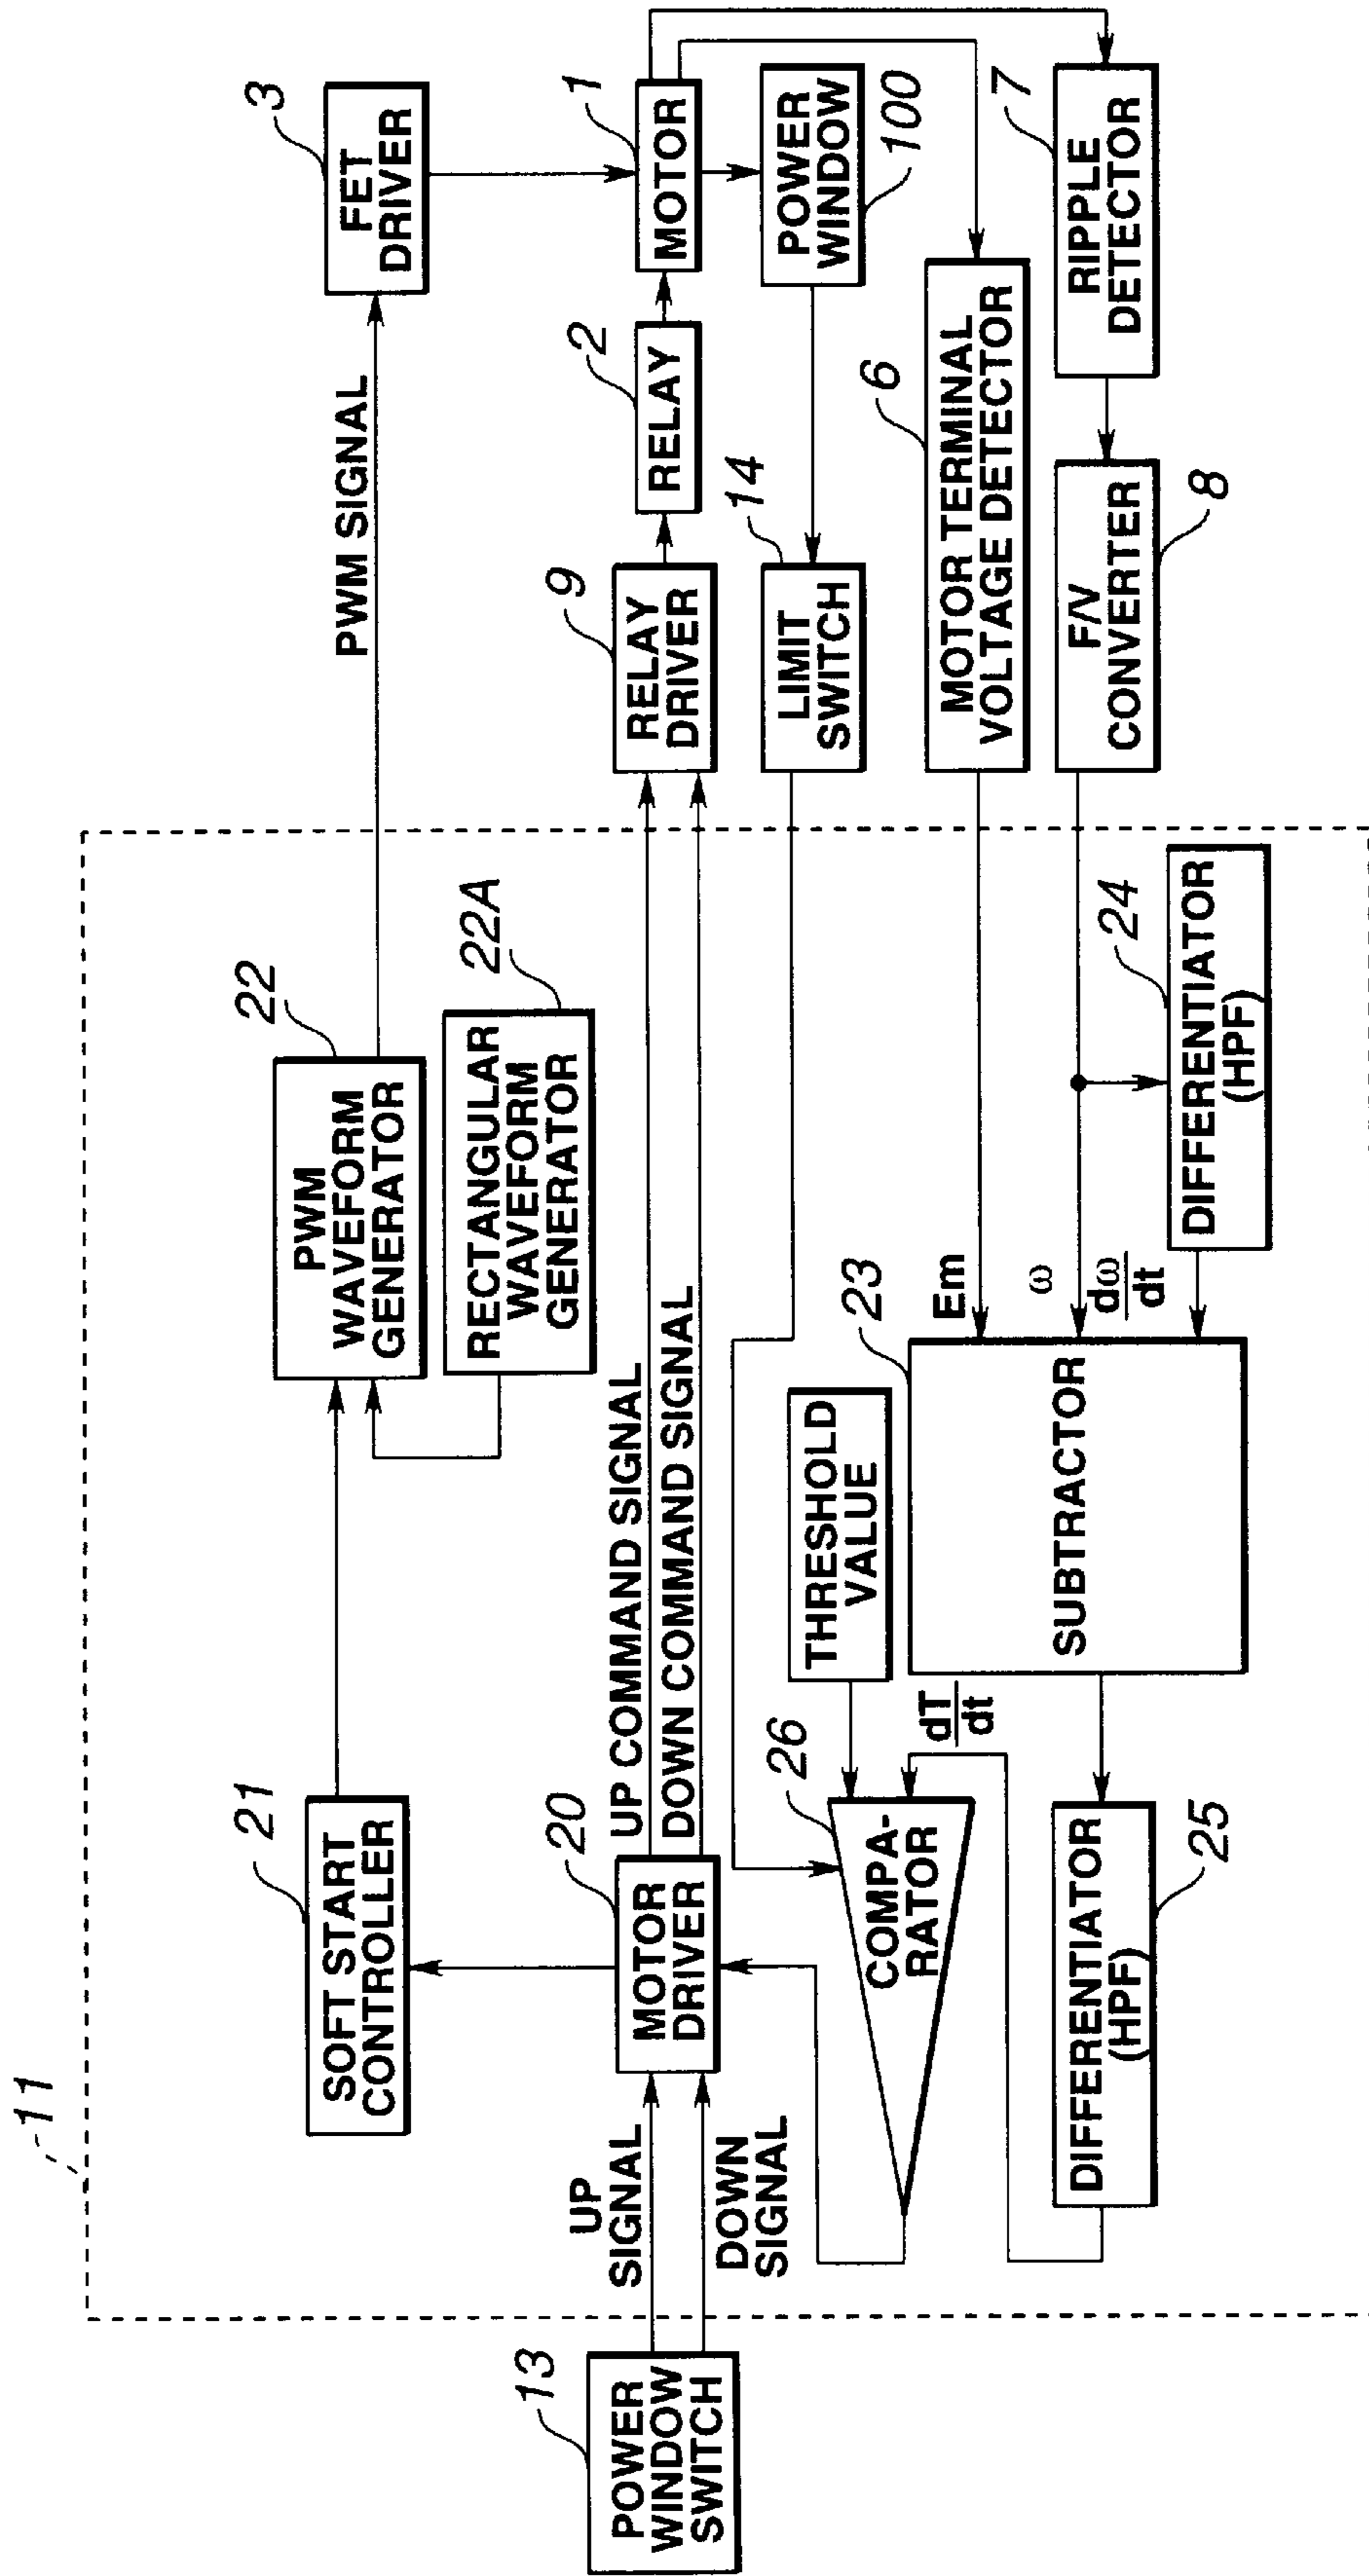 11
POWER
WINDOW
SWITCH
13
UP
SIGNAL
DOWN
SIGNAL
SOFT START
CONTROLLER
21
MOTOR
DRIVER
20
COMPA-
RATOR
26
DIFFERENTIATOR
(HPF)
25
dT
dt
THRESHOLD
VALUE
SUBTRACTOR
23
UP COMMAND SIGNAL
DOWN COMMAND SIGNAL
PWM
WAVEFORM
GENERATOR
22
RECTANGULAR
WAVEFORM
GENERATOR
22A
Em
ω
dω
dt
DIFFERENTIATOR
(HPF)
24
PWM SIGNAL
FET
DRIVER
3
RELAY
DRIVER
9
RELAY
2
MOTOR
1
LIMIT
SWITCH
14
POWER
WINDOW
100
MOTOR TERMINAL
VOLTAGE DETECTOR
6
F/V
CONVERTER
8
RIPPLE
DETECTOR
7